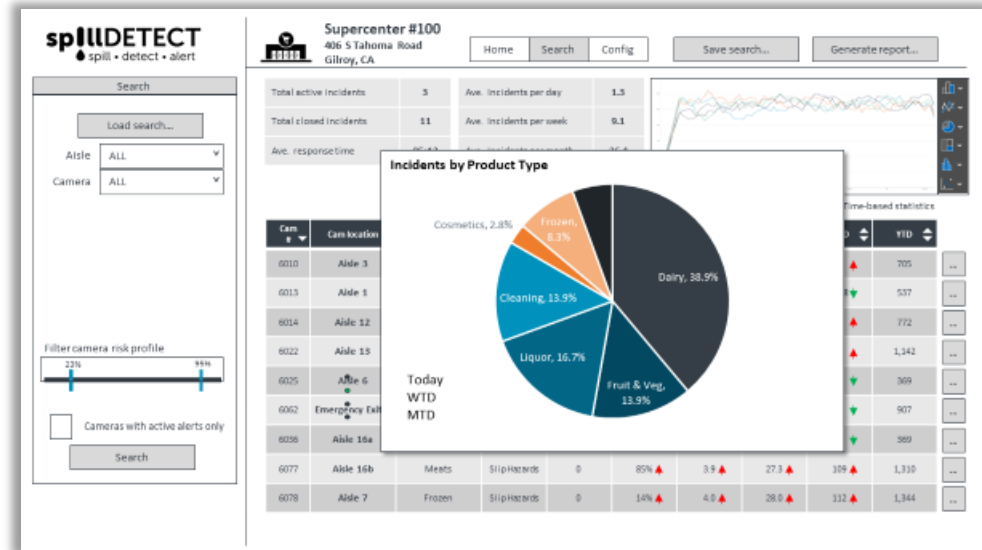 spıllDETECT
spill • detect • alert
Supercenter #100
406 S Tahoma Road
Gilroy, CA
Home
Search
Config
Save search...
Generate report...
Search
Load search...
Aisle
ALL
Camera
ALL
Filter camera risk profile
23%
99%
Cameras with active alerts only
Search
Total active incidents 5
Ave. Incidents per day 1.3
Total closed incidents 11
Ave. Incidents per week 9.1
Ave. response time
Time-based statistics
Incidents by Product Type
Cosmetics, 2.8%
Frozen,
8.3%
Dairy, 38.9%
Cleaning, 13.9%
Liquor, 16.7%
Fruit & Veg,
13.9%
Today
WTD
MTD
Cam
#
Cam location
YTD
6010 Aisle 3 705 ...
6013 Aisle 1 537 ...
6014 Aisle 12 772 ...
6022 Aisle 13 1,142 ...
6025 Aisle 6 369 ...
6062 Emergency Exit 907 ...
6036 Aisle 16a 369 ...
6077 Aisle 16b Meats Slip Hazards 0 85% 3.9 27.3 109 1,310 ...
6078 Aisle 7 Frozen Slip Hazards 0 14% 4.0 28.0 112 1,344 ...